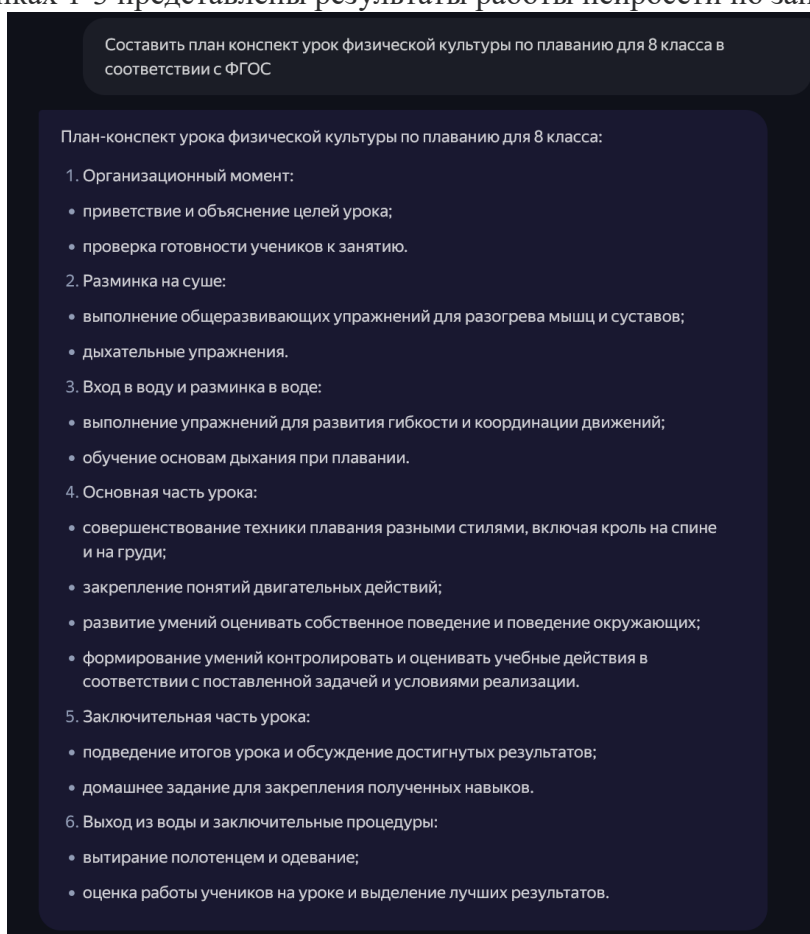 1-3 представлены результаты работы нейросети по
Составить план конспект урок физической культуры по плаванию для 8 класса в
соответствии с ФГОС
План-конспект урока физической культуры по плаванию для 8 класса:
1. Организационный момент:
• приветствие и объяснение целей урока;
• проверка готовности учеников к занятию.
2. Разминка на суше:
• выполнение общеразвивающих упражнений для разогрева мышц и суставов;
• дыхательные упражнения.
3. Вход в воду и разминка в воде:
• выполнение упражнений для развития гибкости и координации движений;
• обучение основам дыхания при плавании.
4. Основная часть урока:
• совершенствование техники плавания разными стилями, включая кроль на спине
и на груди;
• закрепление понятий двигательных действий;
• развитие умений оценивать собственное поведение и поведение окружающих;
• формирование умений контролировать и оценивать учебные действия в
соответствии с поставленной задачей и условиями реализации.
5. Заключительная часть урока:
• подведение итогов урока и обсуждение достигнутых результатов;
• домашнее задание для закрепления полученных навыков.
6. Выход из воды и заключительные процедуры:
• вытирание полотенцем и одевание;
• оценка работы учеников на уроке и выделение лучших результатов.